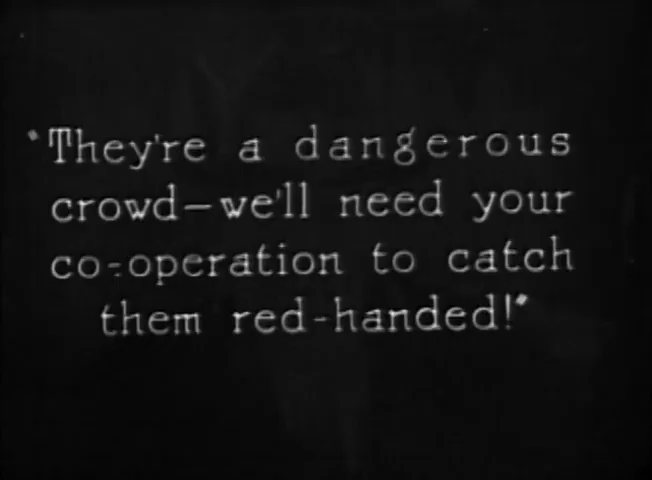 "They're a dangerous
crowd—we'll need your
co-operation to catch
them red-handed!"